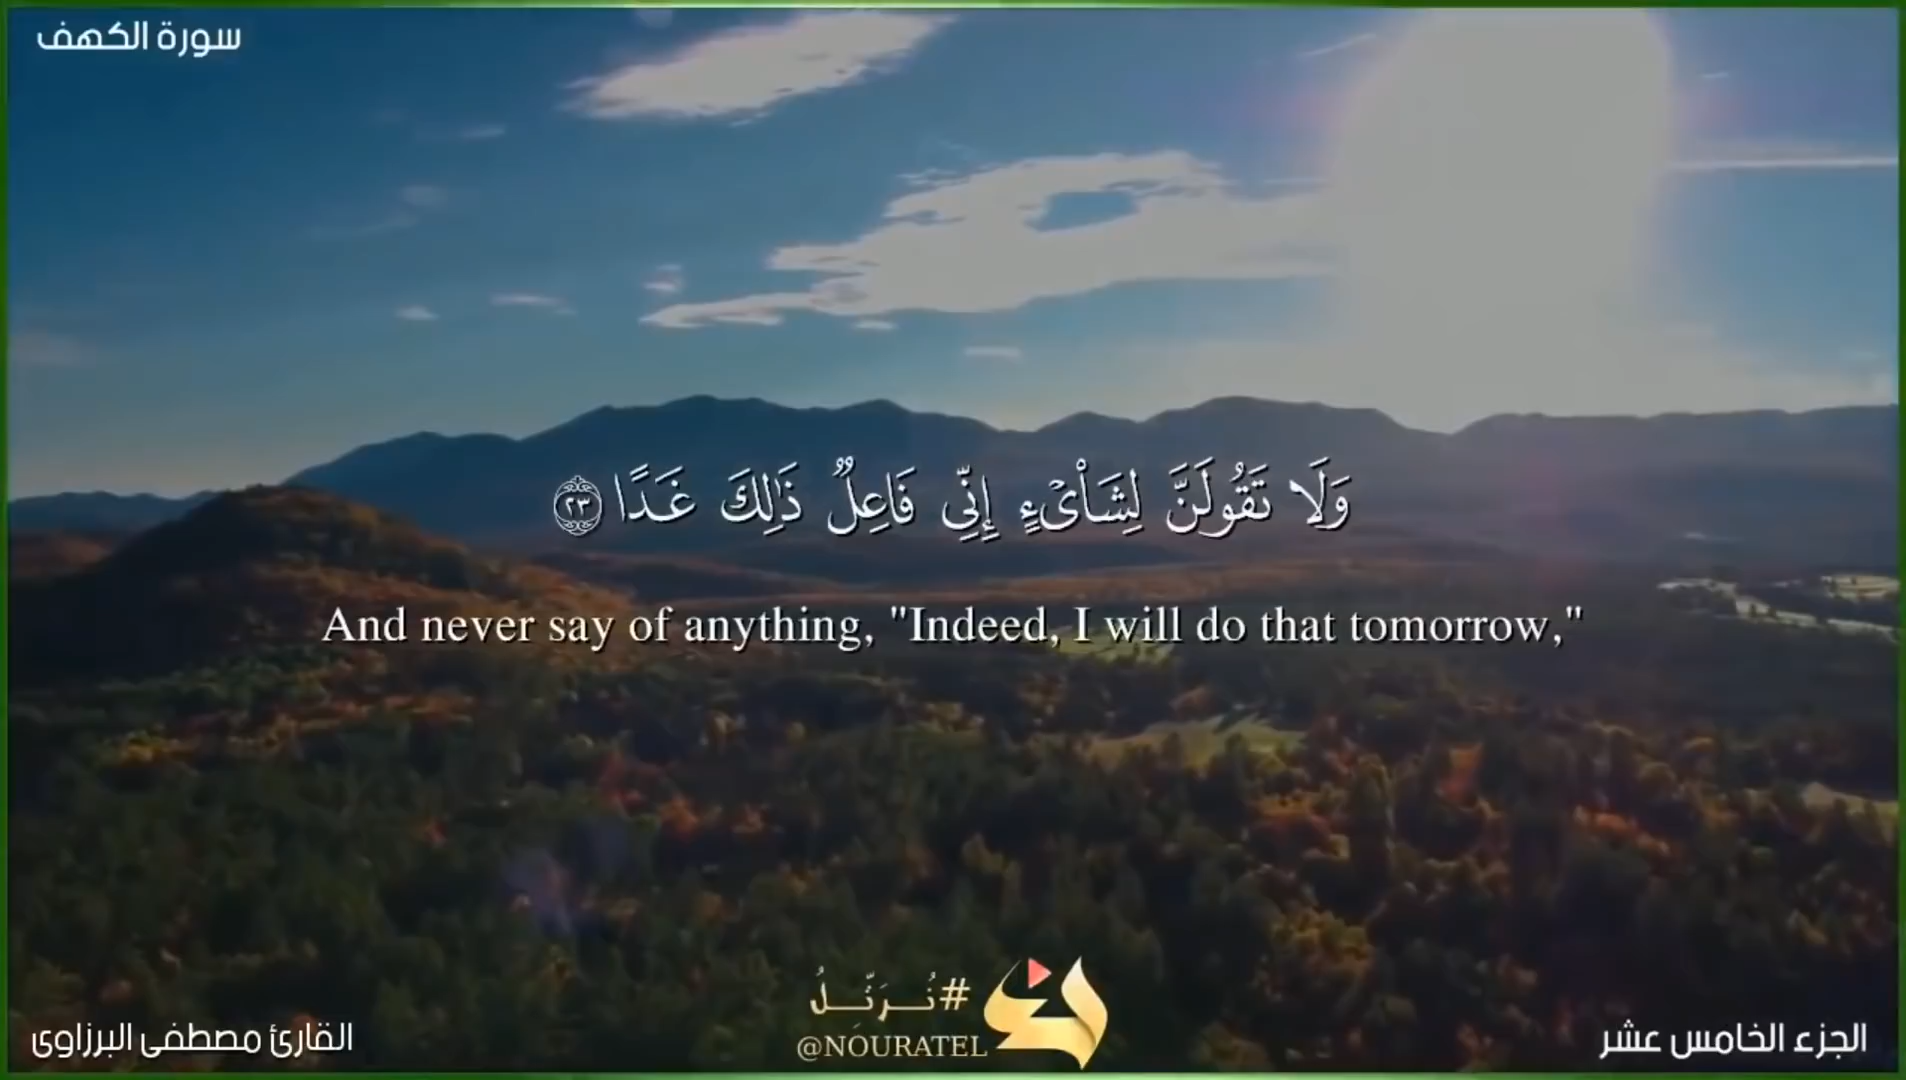 سورة الكهف
وَلَا تَقُولَنَّ لِشَاْىْءٍ إِنِّى فَاعِلٌ ذَٰلِكَ غَدًا ٢٣
And never say of anything, "Indeed, I will do that tomorrow,"
#نُـرَتِّـلُ
@NOURATEL
القارئ مصطفى البرزاوى
الجزء الخامس عشر